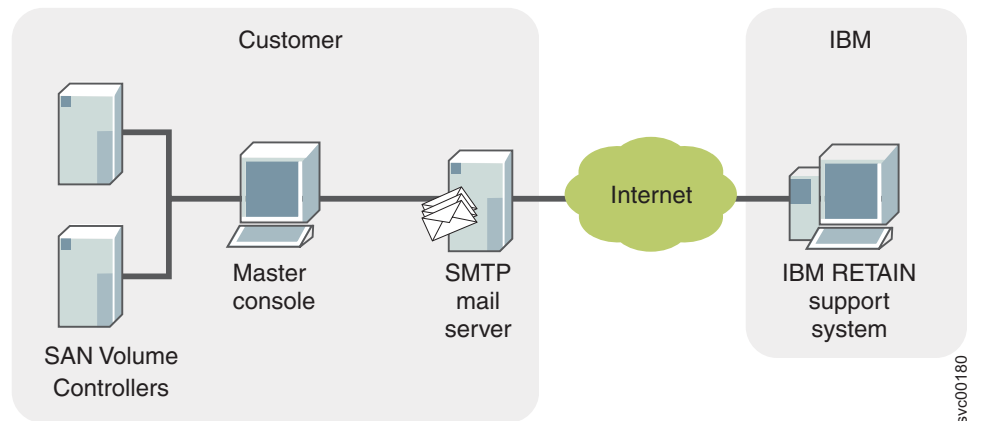 Customer
IBM
Internet
Master
console
SMTP
mail
server
IBM RETAIN
support
system
SAN Volume
Controllers
svc00180